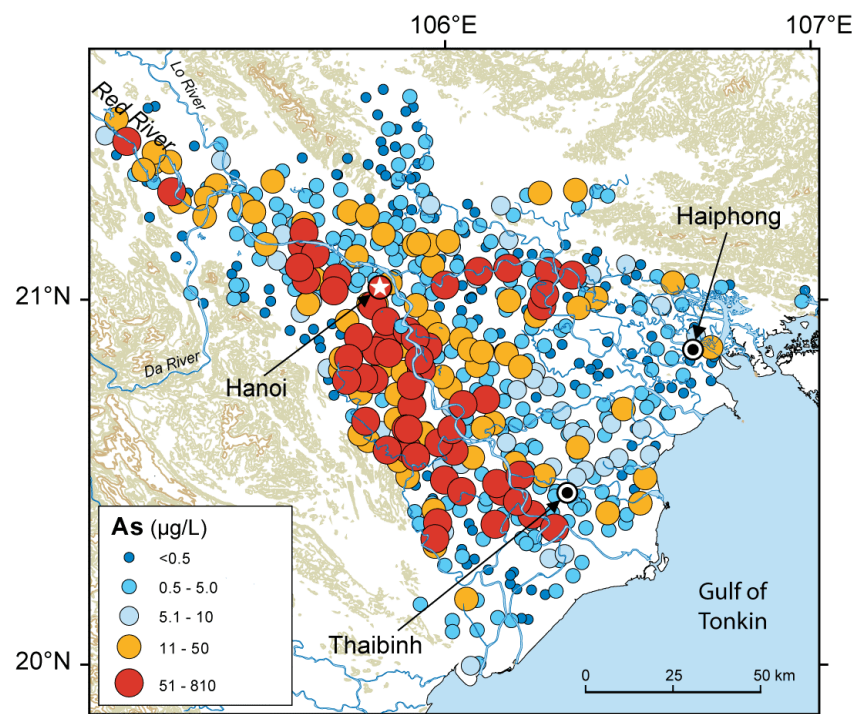 106°E
107°E
Lo River
Red River
Haiphong
21°N
Da River
Hanoi
As (µg/L)
<0.5
0.5 - 5.0
5.1 - 10
11 - 50
51 - 810
Gulf of
Tonkin
Thaibinh
20°N
0 25 50 km